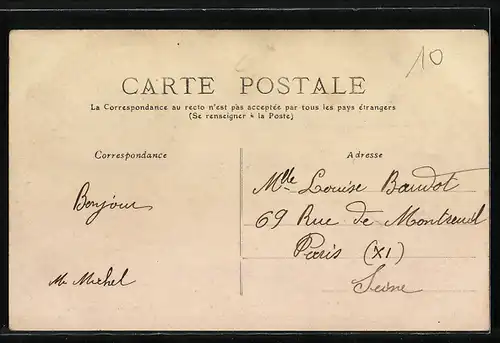 10
CARTE POSTALE
La Correspondance au recto n'est pas acceptée par tous les pays étrangers
(Se renseigner à la Poste)
Correspondance
Adresse
Bonjour
M Michel
Mlle Louise Baudot
69 Rue de Montreuil
Paris (XI)
Seine